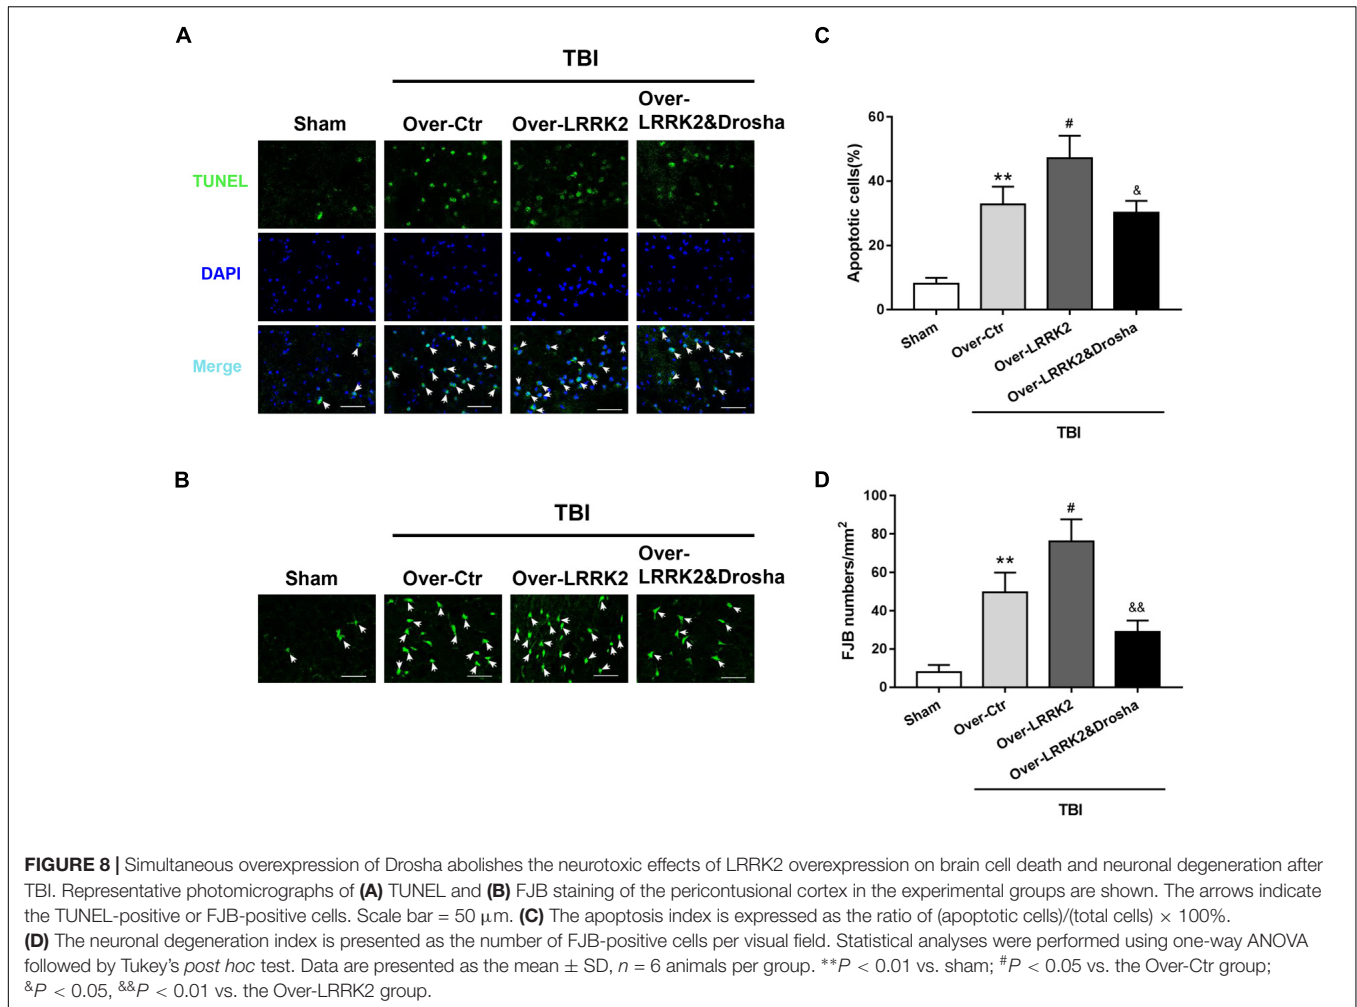 A
TBI
Sham
Over-Ctr
Over-LRRK2
Over-
LRRK2&Drosha
TUNEL
DAPI
Merge
B
TBI
Sham
Over-Ctr
Over-LRRK2
Over-
LRRK2&Drosha
C
Apoptotic cells(%)
60
40
20
0
**
#
&
Sham
Over-Ctr
Over-LRRK2
Over-LRRK2&Drosha
TBI
D
FJB numbers/mm²
100
80
60
40
20
0
**
#
&&
Sham
Over-Ctr
Over-LRRK2
Over-LRRK2&Drosha
TBI
FIGURE 8 | Simultaneous overexpression of Drosha abolishes the neurotoxic effects of LRRK2 overexpression on brain cell death and neuronal degeneration after
TBI. Representative photomicrographs of (A) TUNEL and (B) FJB staining of the pericontusional cortex in the experimental groups are shown. The arrows indicate
the TUNEL-positive or FJB-positive cells. Scale bar = 50 μm. (C) The apoptosis index is expressed as the ratio of (apoptotic cells)/(total cells) × 100%.
(D) The neuronal degeneration index is presented as the number of FJB-positive cells per visual field. Statistical analyses were performed using one-way ANOVA
followed by Tukey's post hoc test. Data are presented as the mean ± SD, n = 6 animals per group. **P < 0.01 vs. sham; #P < 0.05 vs. the Over-Ctr group;
&P < 0.05, &&P < 0.01 vs. the Over-LRRK2 group.